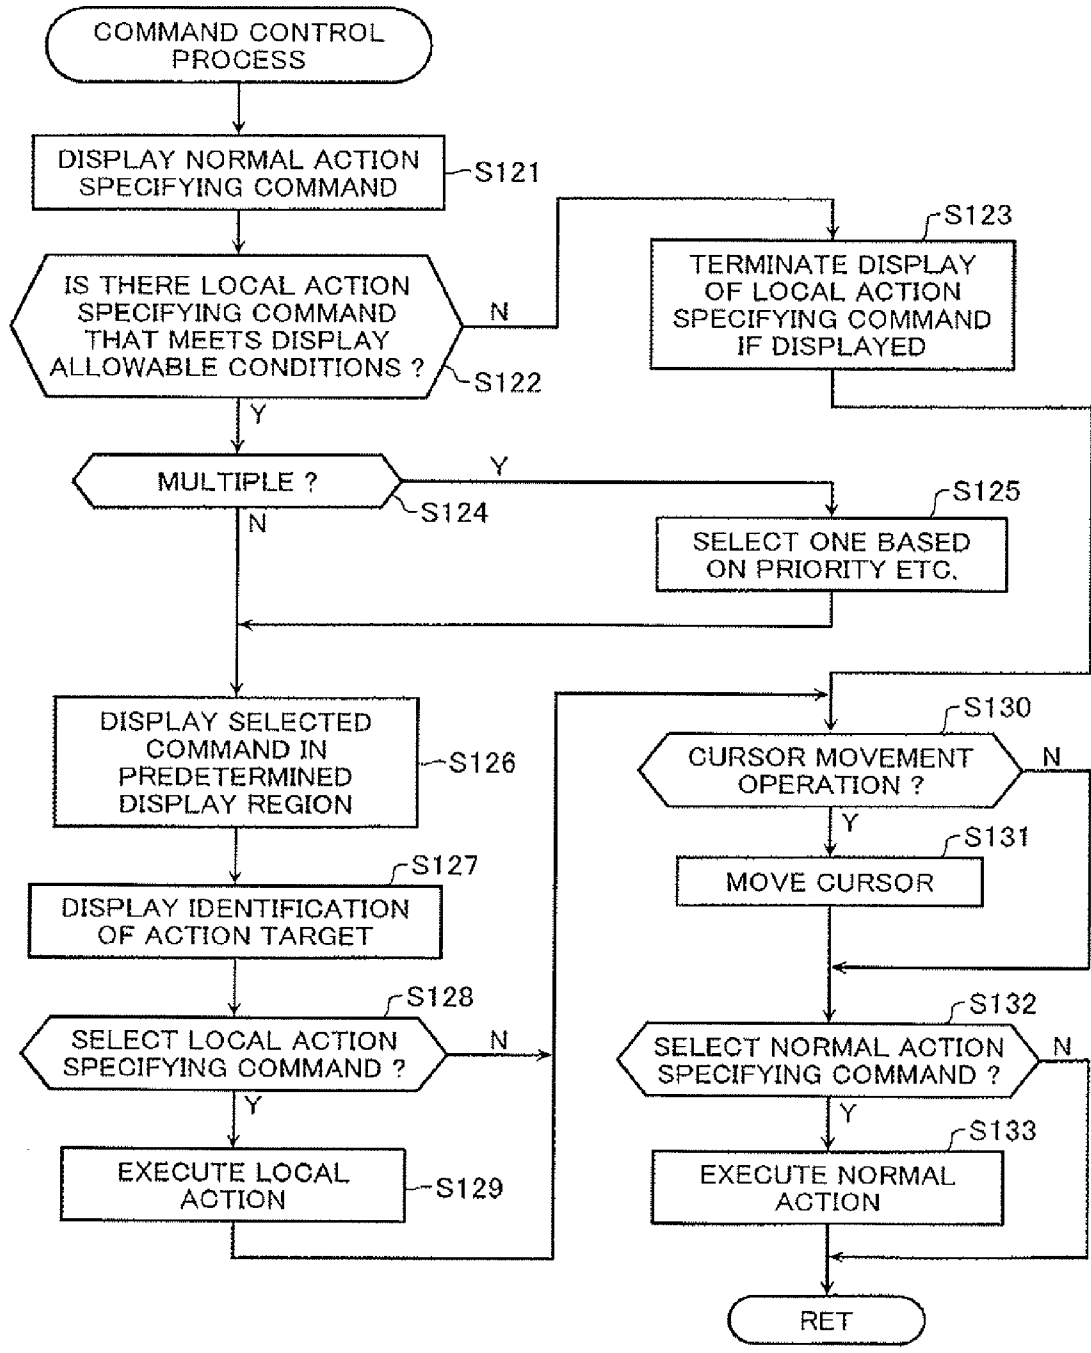 COMMAND CONTROL
PROCESS
DISPLAY NORMAL ACTION
SPECIFYING COMMAND
S121
IS THERE LOCAL ACTION
SPECIFYING COMMAND
THAT MEETS DISPLAY
ALLOWABLE CONDITIONS ?
S122
N
Y
S123
TERMINATE DISPLAY
OF LOCAL ACTION
SPECIFYING COMMAND
IF DISPLAYED
MULTIPLE ?
S124
Y
N
S125
SELECT ONE BASED
ON PRIORITY ETC.
DISPLAY SELECTED
COMMAND IN
PREDETERMINED
DISPLAY REGION
S126
S127
DISPLAY IDENTIFICATION
OF ACTION TARGET
S128
SELECT LOCAL ACTION
SPECIFYING COMMAND ?
N
Y
EXECUTE LOCAL
ACTION
S129
S130
CURSOR MOVEMENT
OPERATION ?
N
Y
S131
MOVE CURSOR
S132
SELECT NORMAL ACTION
SPECIFYING COMMAND ?
N
Y
S133
EXECUTE NORMAL
ACTION
RET